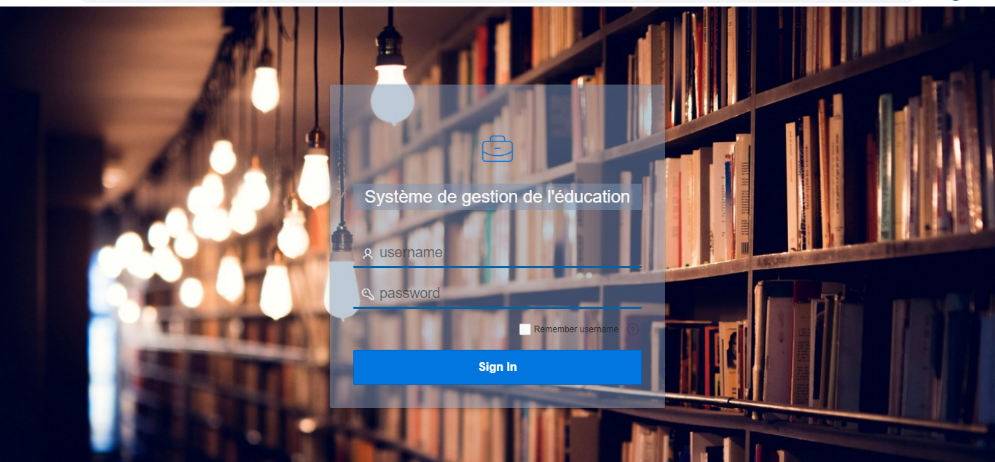 Système de gestion de l'éducation
username
password
Remember username
Sign In